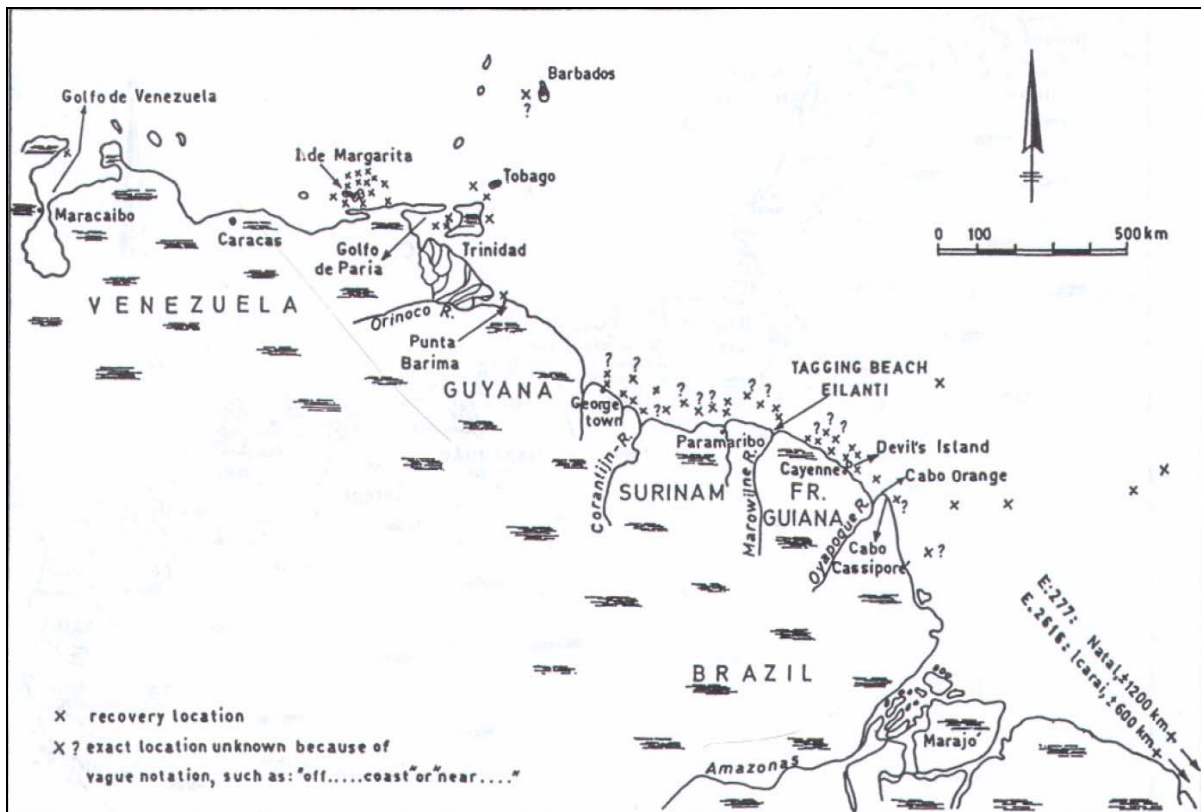 Barbados
?
Golfo de Venezuela
I. de Margarita
Tobago
Maracaibo
Caracas
Golfo
de Paria
Trinidad
0 100 500 km
VENEZUELA
Orinoco R.
Punta
Barima
GUYANA
TAGGING BEACH
EILANTI
George
town
Paramaribo
Cayenne
Devil's Island
Cabo Orange
Corantijn-R.
SURINAM
Marowijne R.
FR.
GUIANA
Oyapoque R.
Cabo
Cassiporé
E:277: Natal,±1200 km
E.2616: Icarai,±600 km
BRAZIL
Marajó
Amazonas
x recovery location
x ? exact location unknown because of
vague notation, such as: "off.....coast" or "near...."